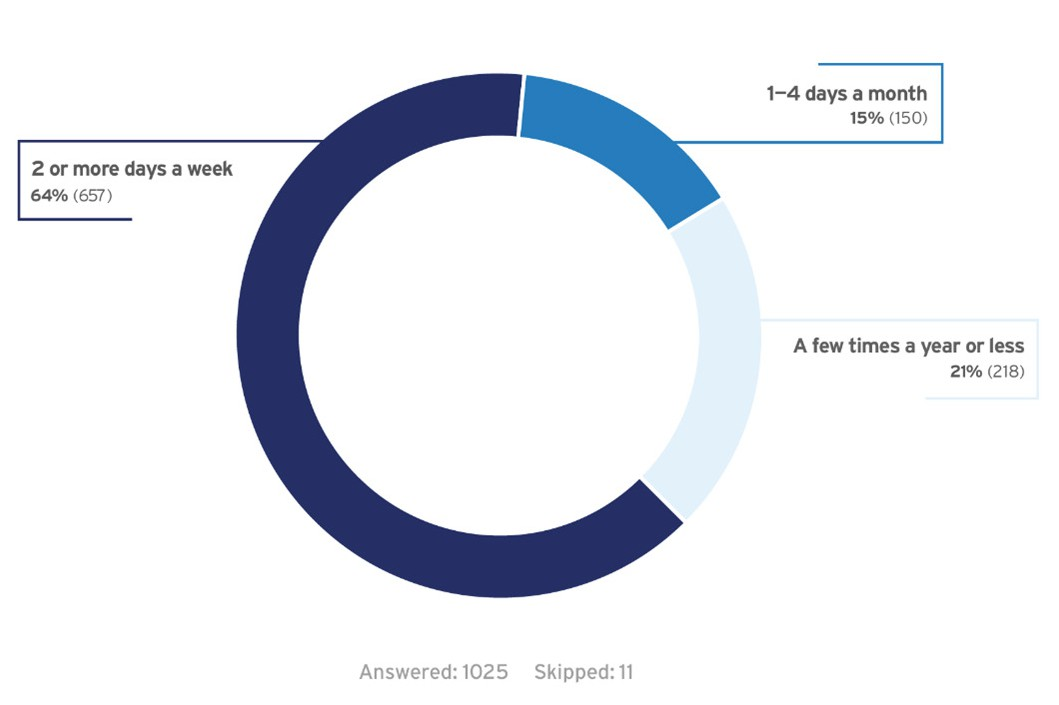 1–4 days a month
15% (150)
2 or more days a week
64% (657)
A few times a year or less
21% (218)
Answered: 1025 Skipped: 11